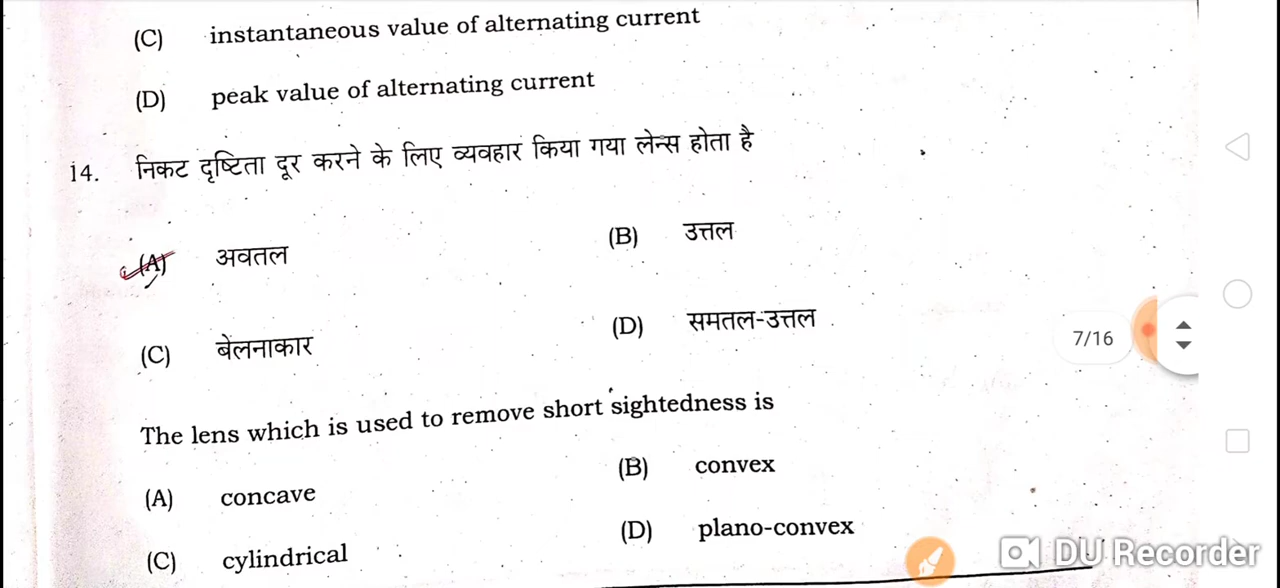 (C) instantaneous value of alternating current
(D) peak value of alternating current
14. निकट दृष्टिता दूर करने के लिए व्यवहार किया गया लेन्स होता है
(A) अवतल (B) उत्तल
(C) बेलनाकार (D) समतल-उत्तल
7/16
The lens which is used to remove short sightedness is
(A) concave (B) convex
(C) cylindrical (D) plano-convex
DU Recorder